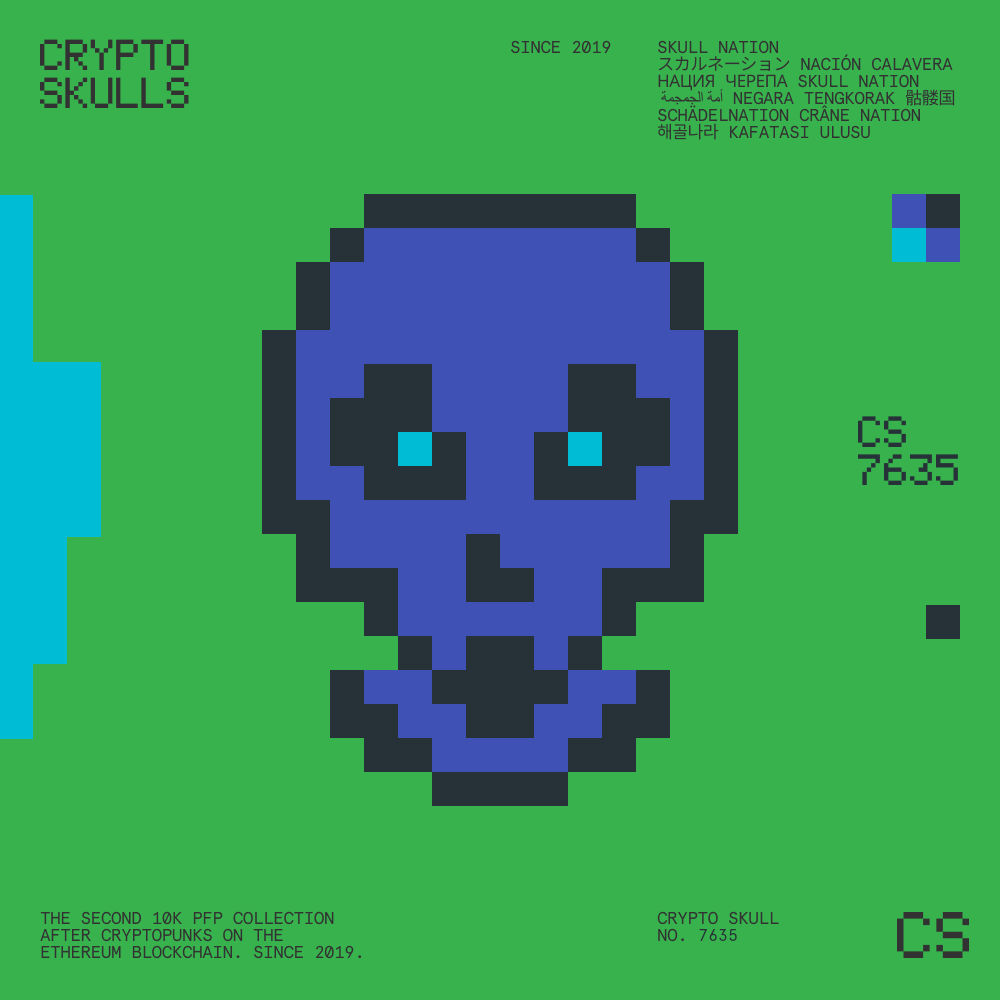 CRYPTO
SKULLS
SINCE 2019
SKULL NATION
スカルネーション NACIÓN CALAVERA
НАЦИЯ ЧЕРЕПА SKULL NATION
أمة الجمجمة NEGARA TENGKORAK 骷髅国
SCHÄDELNATION CRÂNE NATION
해골나라 KAFATASI ULUSU
CS
7635
THE SECOND 10K PFP COLLECTION
AFTER CRYPTOPUNKS ON THE
ETHEREUM BLOCKCHAIN. SINCE 2019.
CRYPTO SKULL
NO. 7635
CS